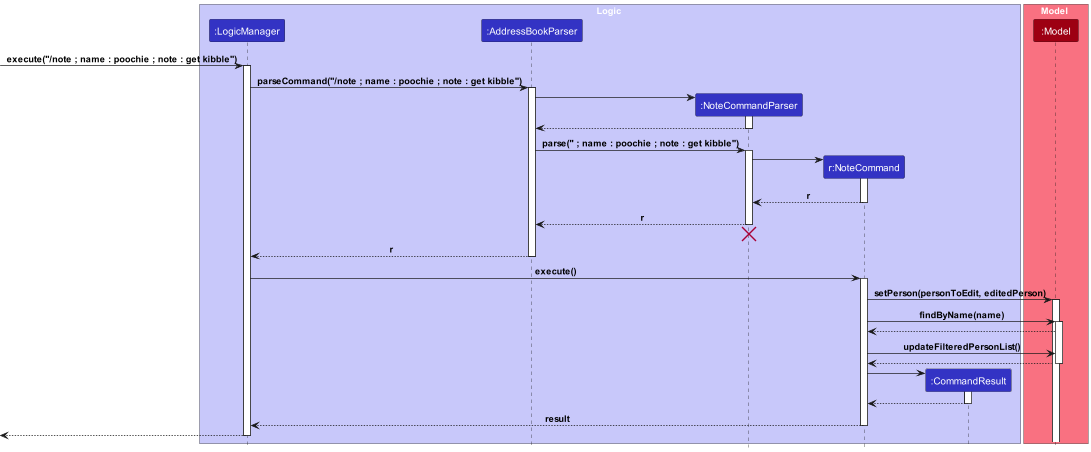 Logic
Model
:LogicManager
:AddressBookParser
:Model
execute("/note ; name : poochie ; note : get kibble")
parseCommand("/note ; name : poochie ; note : get kibble")
:NoteCommandParser
parse(" ; name : poochie ; note : get kibble")
r:NoteCommand
r
r
r
execute()
setPerson(personToEdit, editedPerson)
findByName(name)
updateFilteredPersonList()
:CommandResult
result